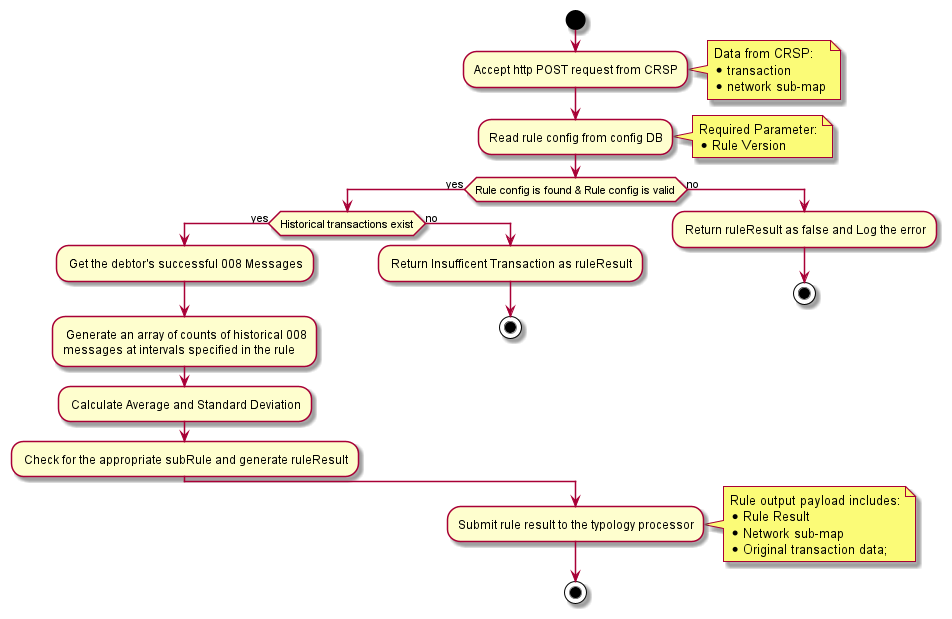 Accept http POST request from CRSP
Data from CRSP:
• transaction
• network sub-map
Read rule config from config DB
Required Parameter:
• Rule Version
yes
Rule config is found & Rule config is valid
no
yes
Historical transactions exist
no
Return ruleResult as false and Log the error
Get the debtor's successful 008 Messages
Return Insufficent Transaction as ruleResult
Generate an array of counts of historical 008
messages at intervals specified in the rule
Calculate Average and Standard Deviation
Check for the appropriate subRule and generate ruleResult
Submit rule result to the typology processor
Rule output payload includes:
• Rule Result
• Network sub-map
• Original transaction data;